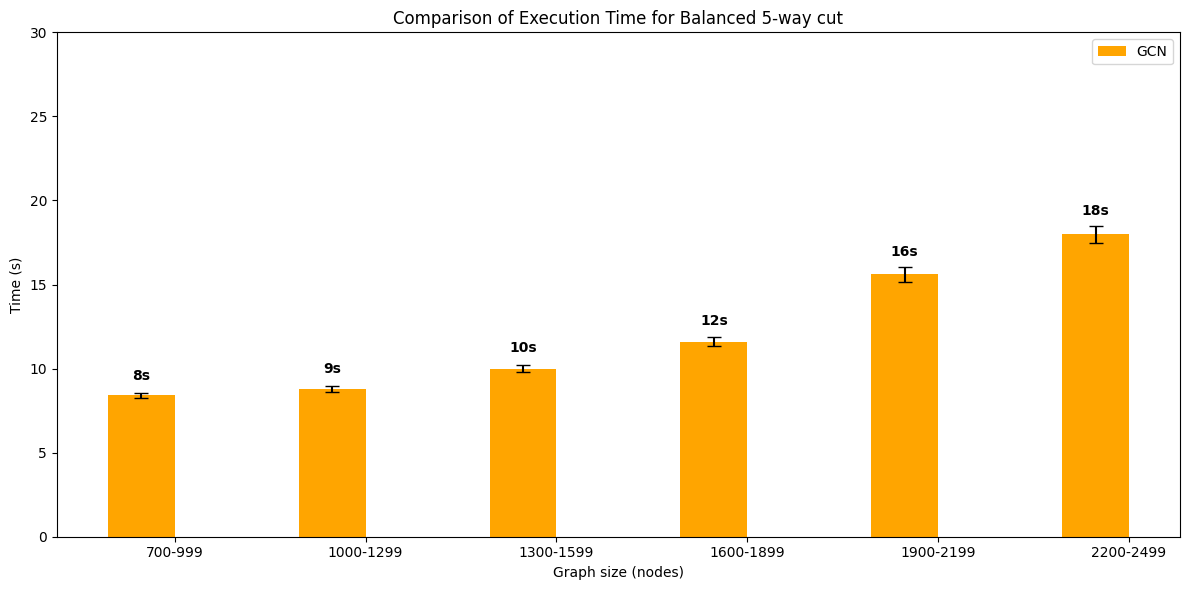 Comparison of Execution Time for Balanced 5-way cut
GCN
Time (s)
30
25
20
15
10
5
0
8s
9s
10s
12s
16s
18s
700-999
1000-1299
1300-1599
1600-1899
1900-2199
2200-2499
Graph size (nodes)